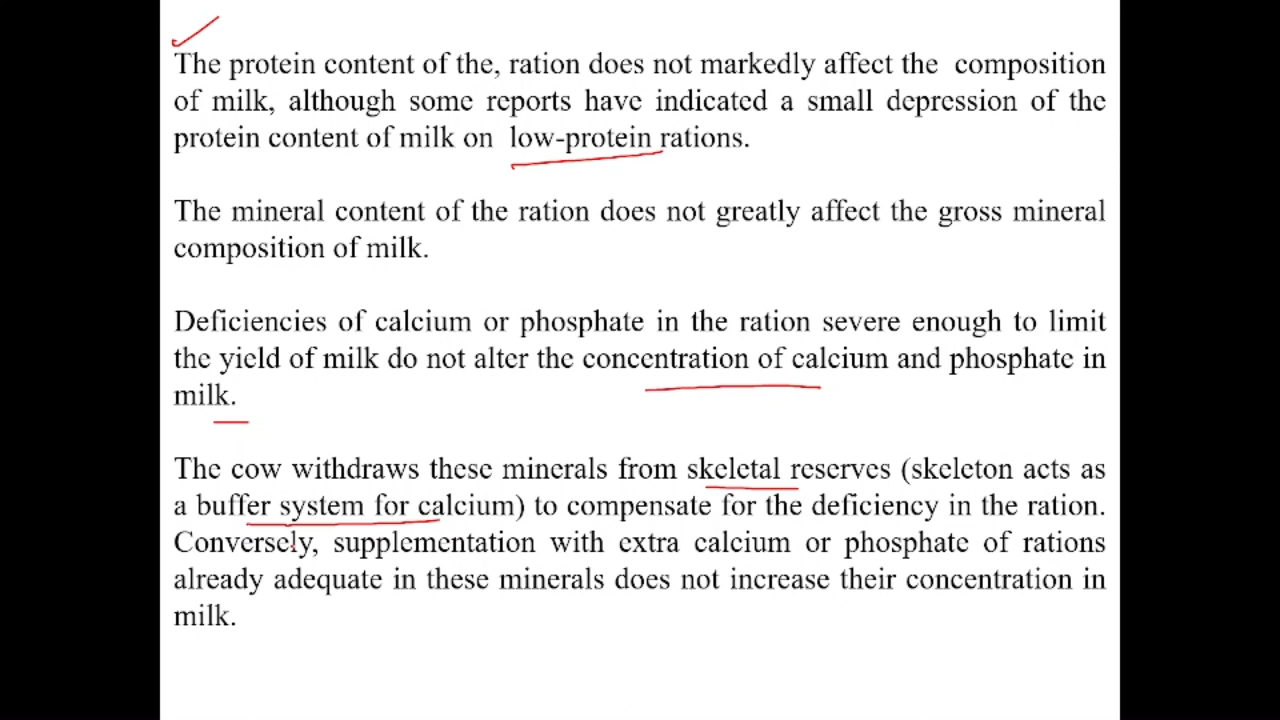 The protein content of the, ration does not markedly affect the composition
of milk, although some reports have indicated a small depression of the
protein content of milk on low-protein rations.
The mineral content of the ration does not greatly affect the gross mineral
composition of milk.
Deficiencies of calcium or phosphate in the ration severe enough to limit
the yield of milk do not alter the concentration of calcium and phosphate in
milk.
The cow withdraws these minerals from skeletal reserves (skeleton acts as
a buffer system for calcium) to compensate for the deficiency in the ration.
Conversely, supplementation with extra calcium or phosphate of rations
already adequate in these minerals does not increase their concentration in
milk.